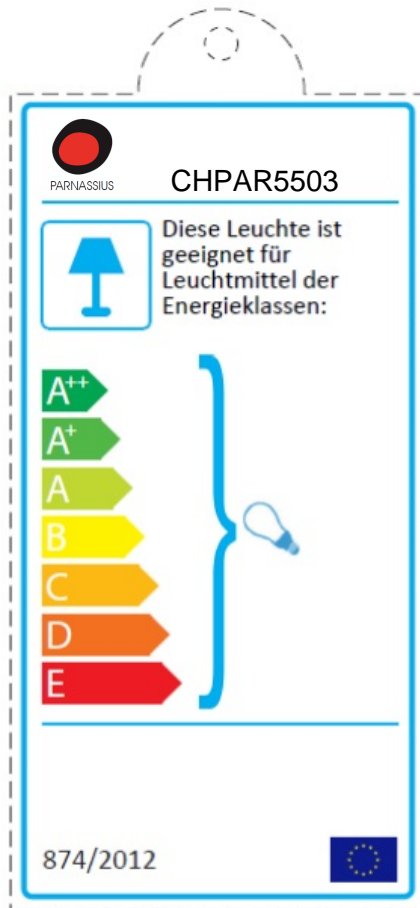 PARNASSIUS
CHPAR5503
Diese Leuchte ist
geeignet für
Leuchtmittel der
Energieklassen:
A++
A+
A
B
C
D
E
874/2012